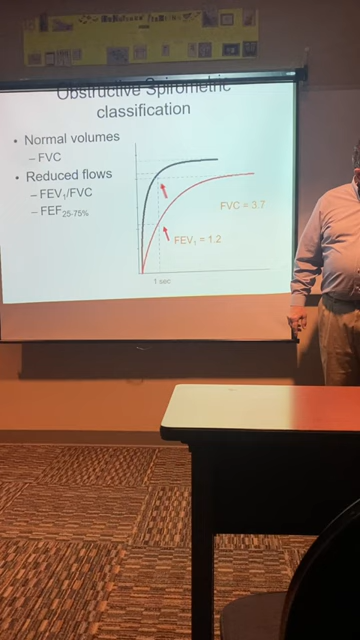 Obstructive Spirometric
classification
• Normal volumes
– FVC
• Reduced flows
– FEV₁/FVC
– FEF₂₅₋₇₅%
FVC = 3.7
FEV₁ = 1.2
1 sec